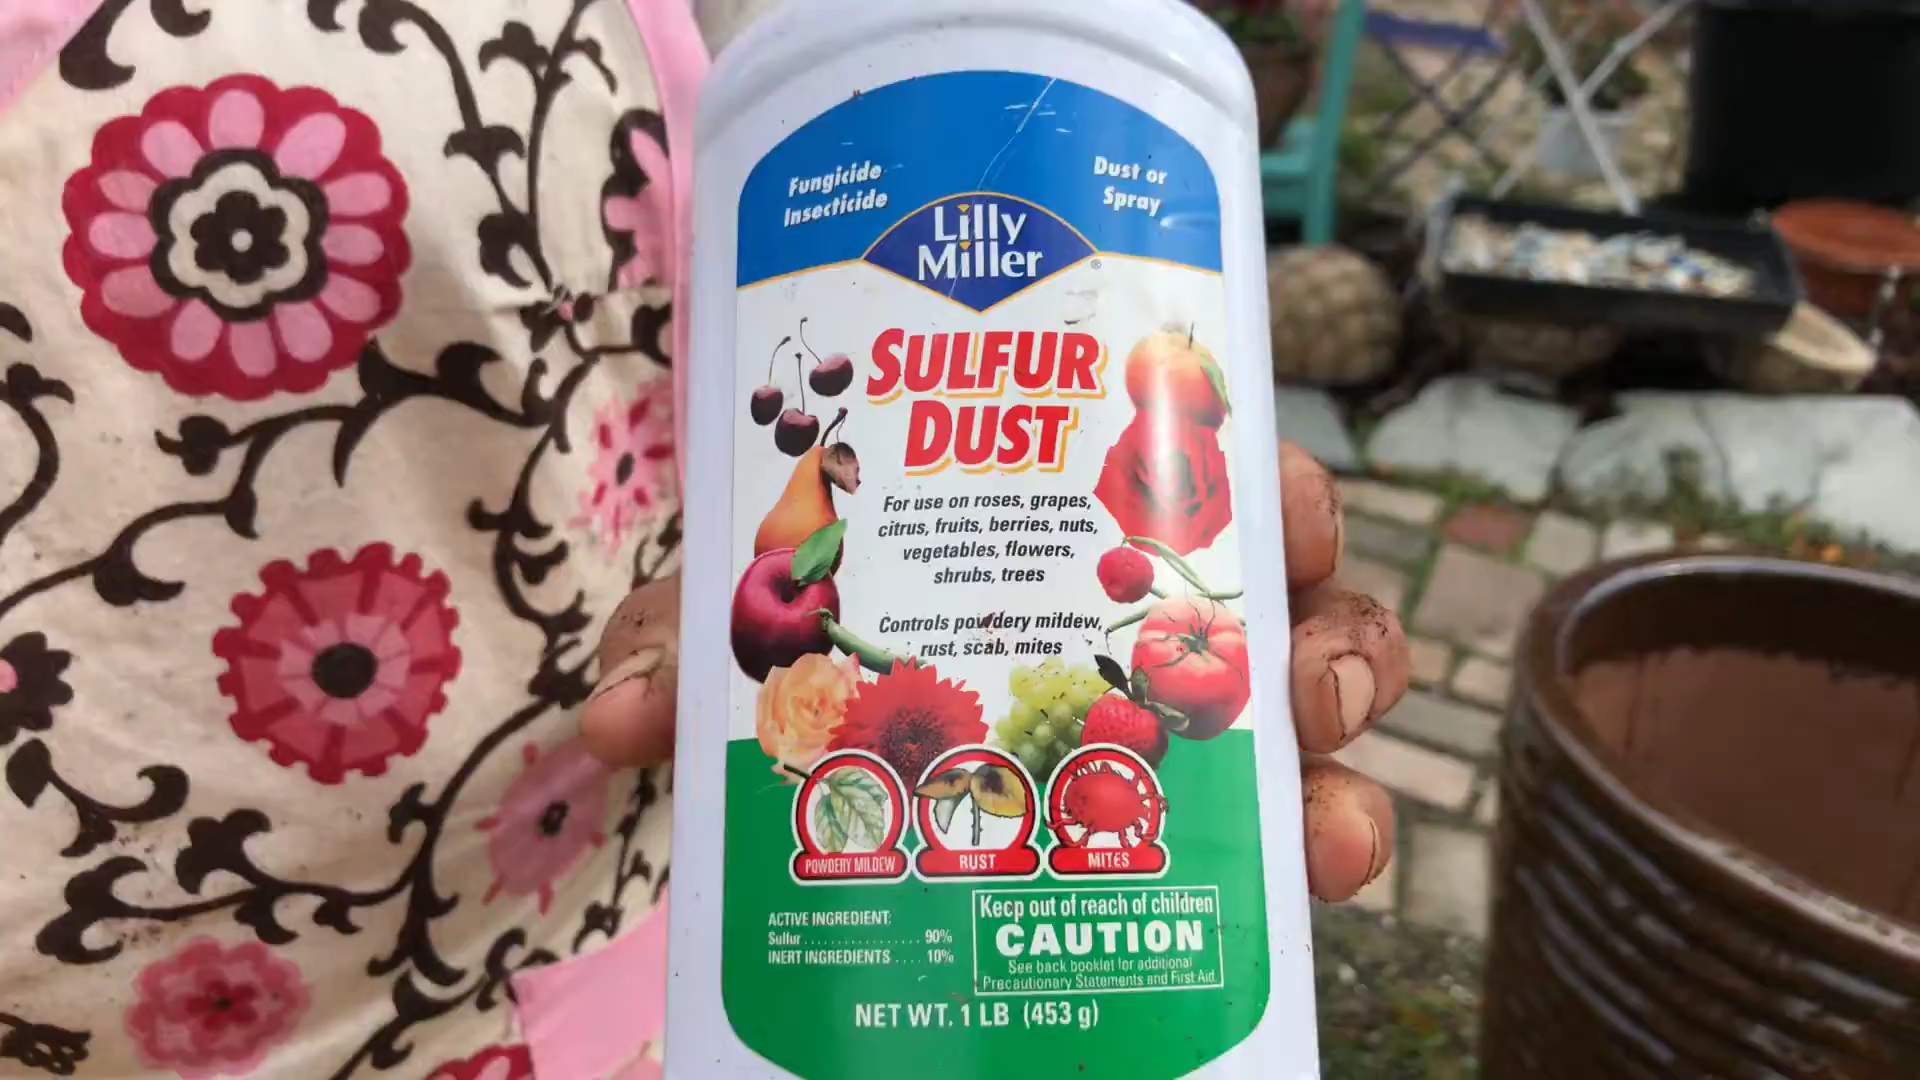 Fungicide
Insecticide
Dust or
Spray
Lilly
Miller
®
SULFUR
DUST
For use on roses, grapes,
citrus, fruits, berries, nuts,
vegetables, flowers,
shrubs, trees
Controls powdery mildew,
rust, scab, mites
POWDERY MILDEW
RUST
MITES
ACTIVE INGREDIENT:
Sulfur ................. 90%
INERT INGREDIENTS .... 10%
Keep out of reach of children
CAUTION
See back booklet for additional
Precautionary Statements and First Aid.
NET WT. 1 LB (453 g)